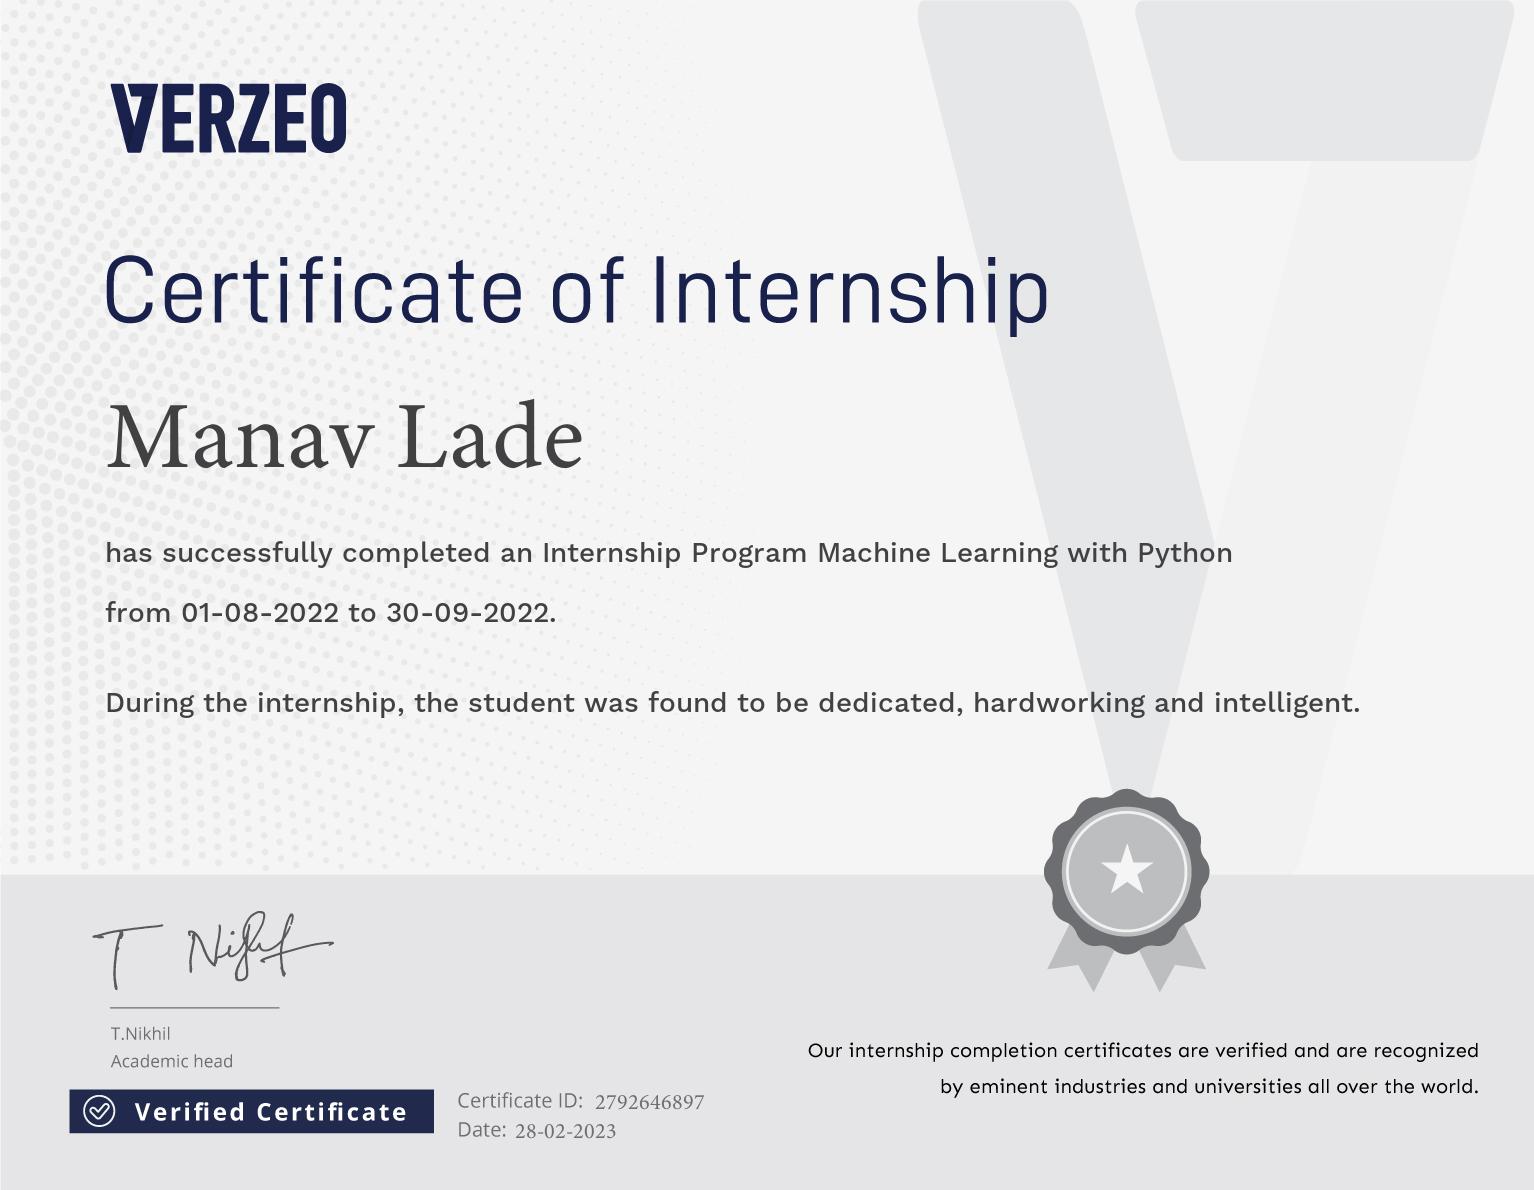 VERZEO
Certificate of Internship
Manav Lade
has successfully completed an Internship Program Machine Learning with Python
from 01-08-2022 to 30-09-2022.
During the internship, the student was found to be dedicated, hardworking and intelligent.
T Nikhil
T.Nikhil
Academic head
Verified Certificate
Certificate ID: 2792646897
Date: 28-02-2023
Our internship completion certificates are verified and are recognized
by eminent industries and universities all over the world.